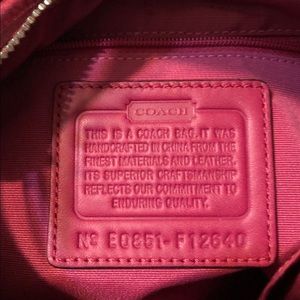 COACH
THIS IS A COACH BAG. IT WAS
HANDCRAFTED IN CHINA FROM THE
FINEST MATERIALS AND LEATHER.
ITS SUPERIOR CRAFTSMANSHIP
REFLECTS OUR COMMITMENT TO
ENDURING QUALITY.
Nº E0851-F12640